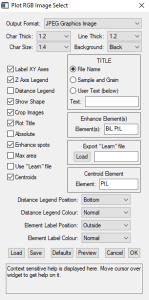 Plot RGB Image Select
Output Format: JPEG Graphics Image
Char Thick: 1.2 Line Thick: 1.2
Char Size: 1.4 Background: Black
Label XY Axes
Z Axis Legend
Distance Legend
Show Shape
Crop Images
Plot Title
Absolute
Enhance spots
Max area
Use "Learn" file
Centroids
TITLE
File Name
Sample and Grain
User Text (below)
Text:
Enhance Element(s)
Element(s): BiL PtL
Export "Learn" file
Load
Centroid Element
Element: PtL
Distance Legend Position: Bottom
Distance Legend Colour: Normal
Element Label Position: Outside
Element Label Colour: Normal
Load Save Defaults Preview Cancel OK
Context sensitive help is displayed here. Move cursor over
widget to get help on it.